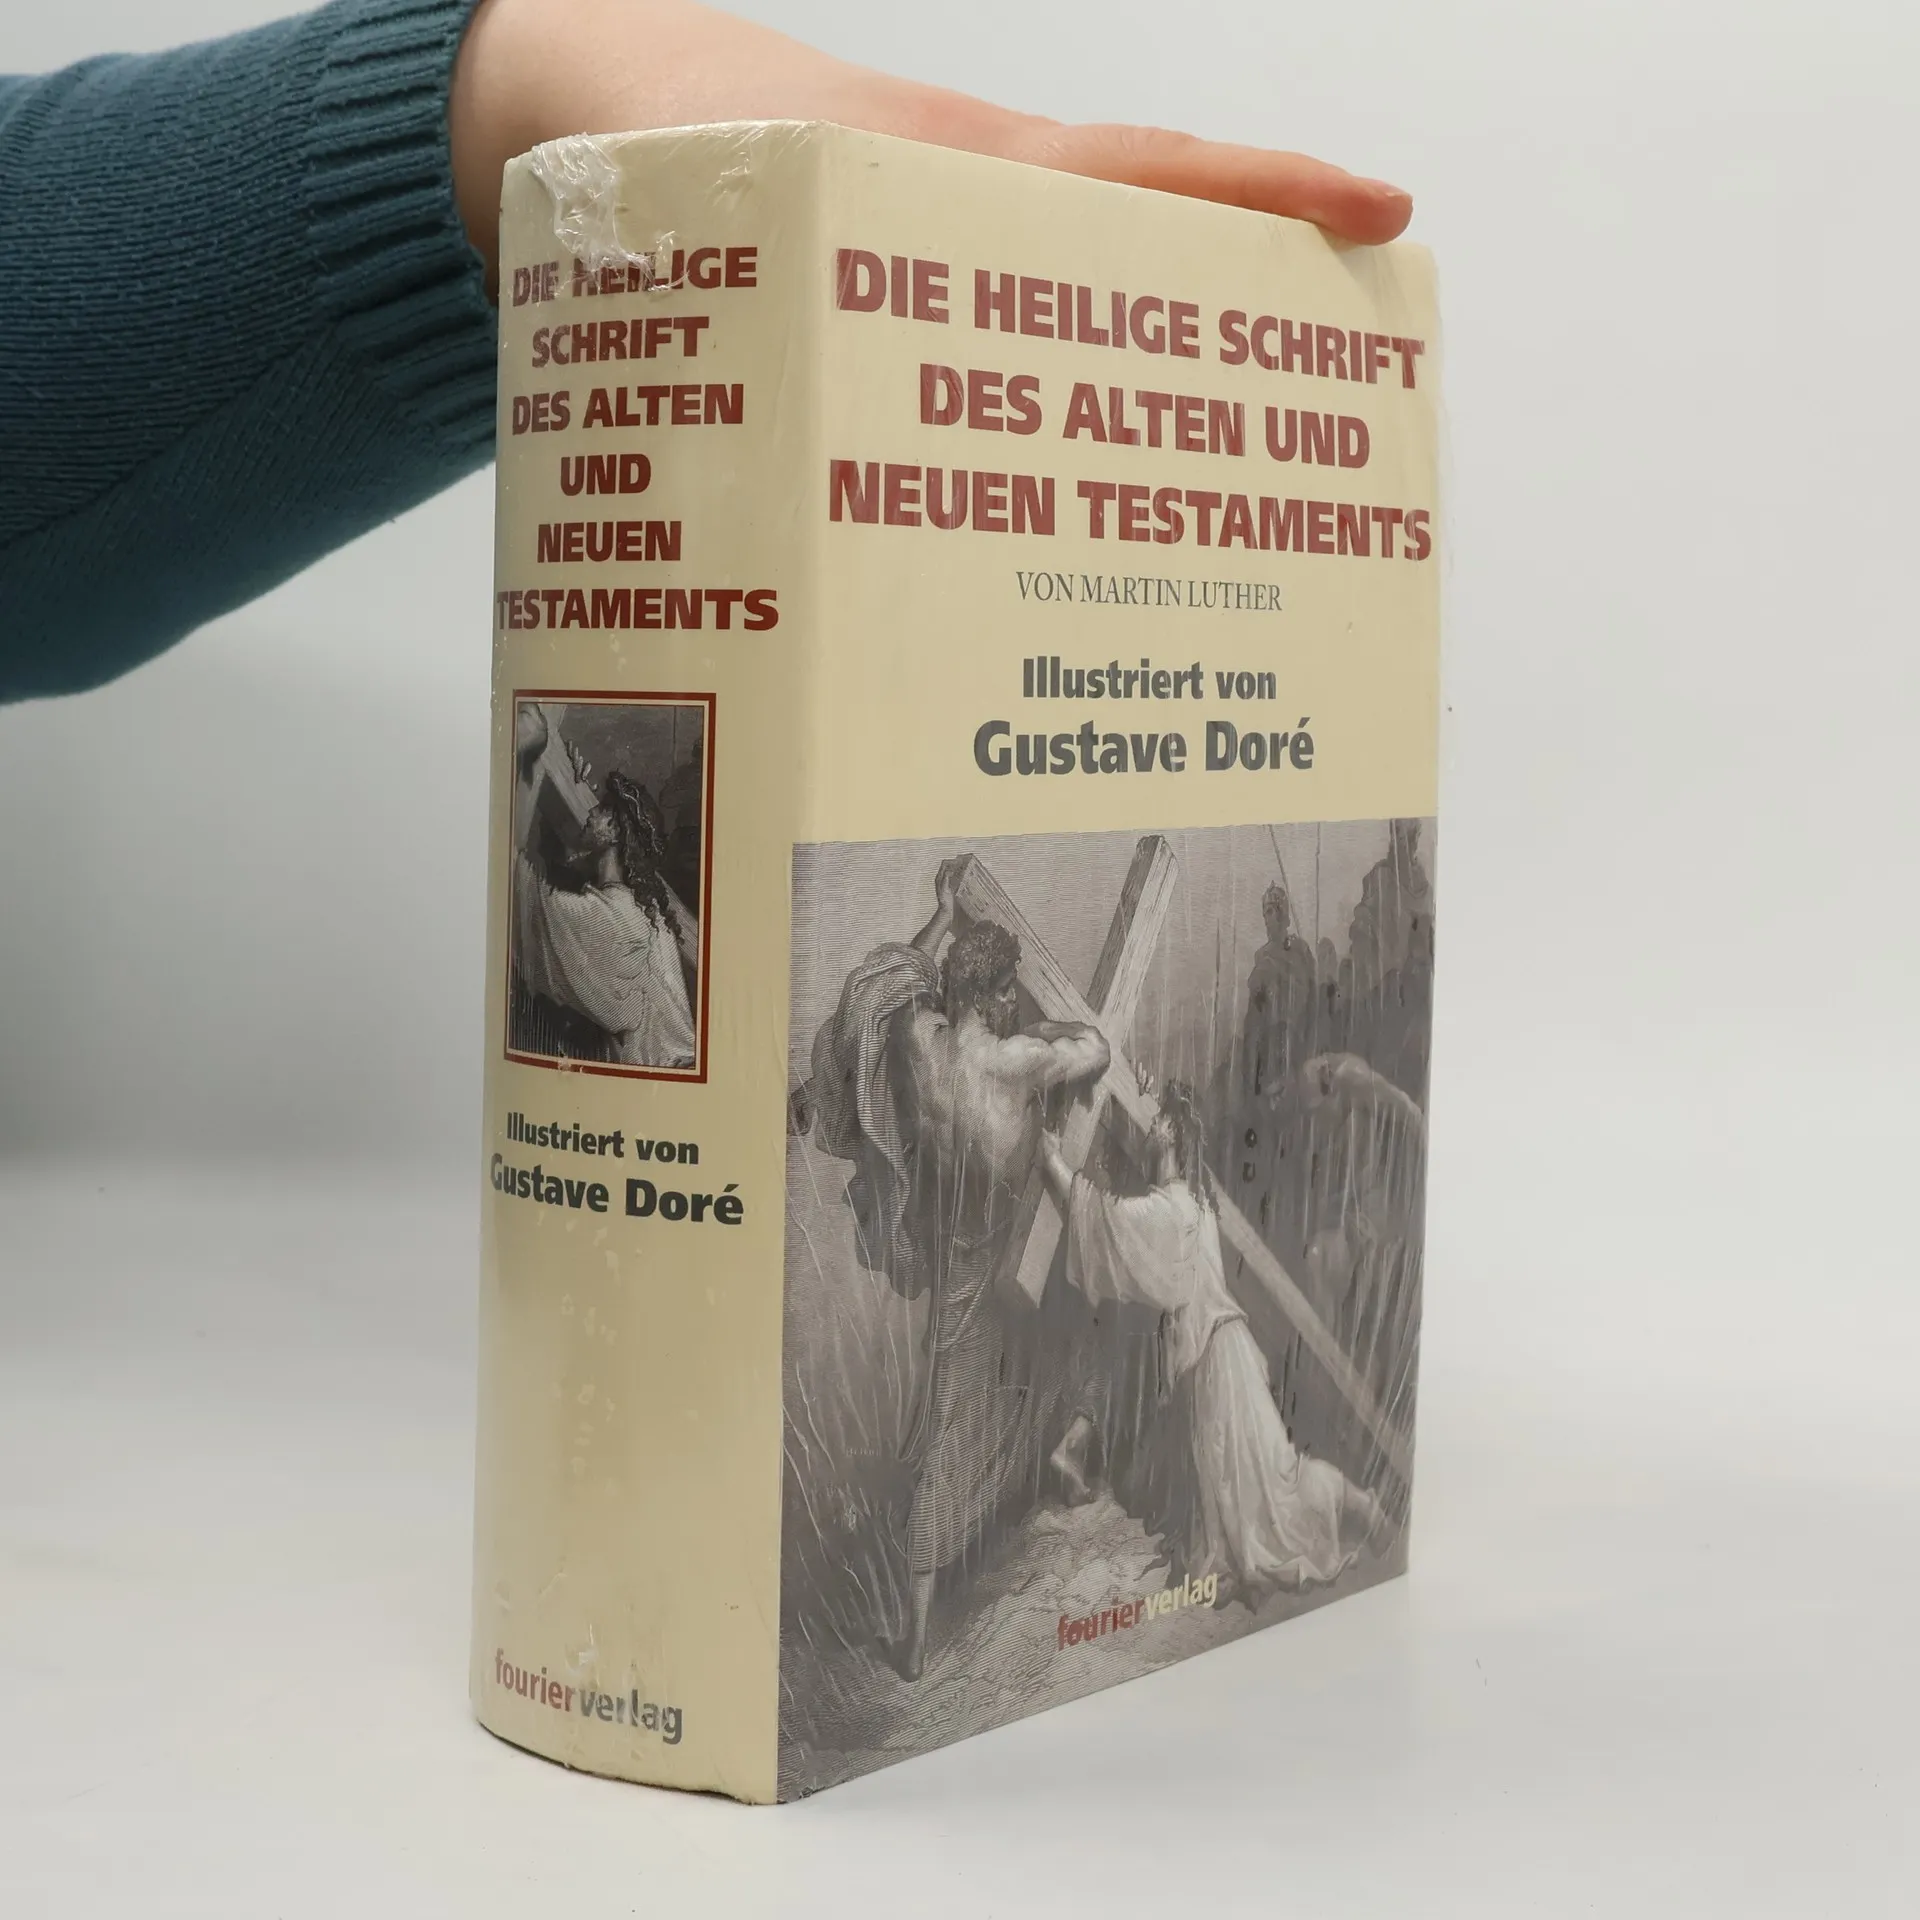 DIE HEILIGE
SCHRIFT
DES ALTEN
UND
NEUEN
TESTAMENTS
Illustriert von
Gustave Doré
fourierverlag
DIE HEILIGE SCHRIFT
DES ALTEN UND
NEUEN TESTAMENTS
VON MARTIN LUTHER
Illustriert von
Gustave Doré
fourierverlag